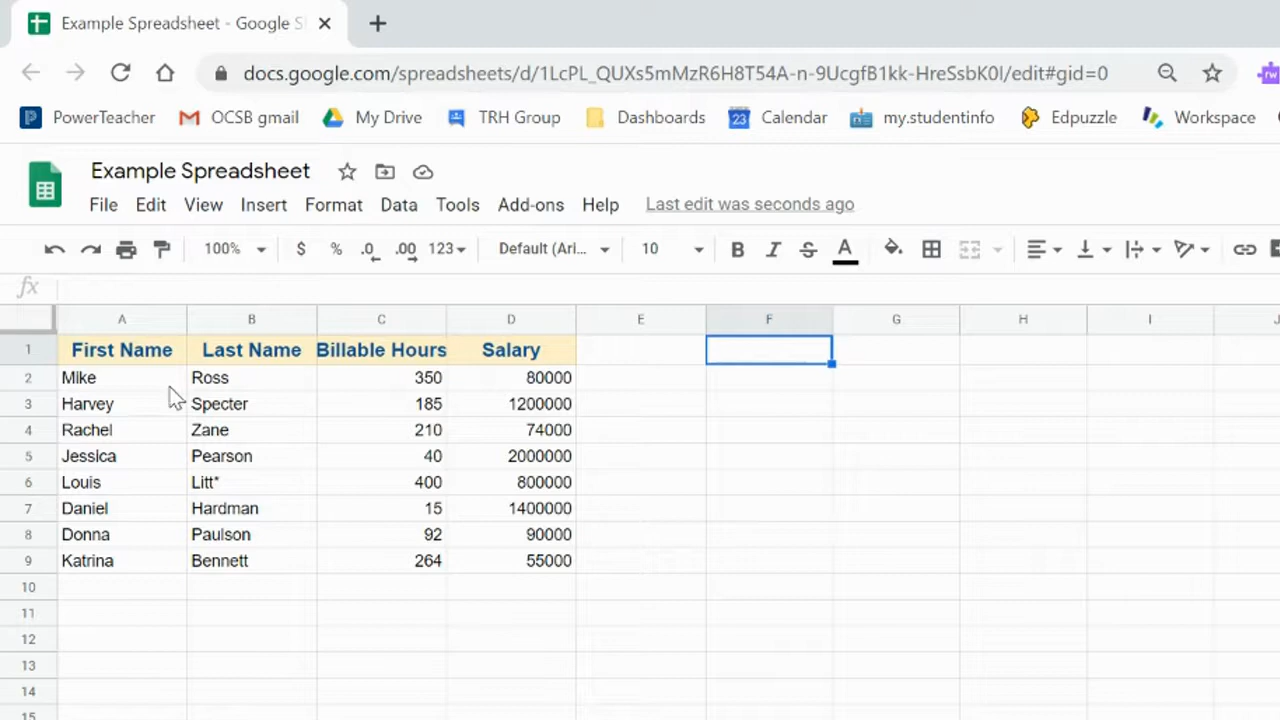 Example Spreadsheet - Google S
docs.google.com/spreadsheets/d/1LcPL_QUXs5mMzR6H8T54A-n-9UcgfB1kk-HreSsbK0I/edit#gid=0
rw
PowerTeacher OCSB gmail My Drive TRH Group Dashboards 23 Calendar my.studentinfo Edpuzzle Workspace
Example Spreadsheet
File Edit View Insert Format Data Tools Add-ons Help Last edit was seconds ago
100% $ % .0 .00 123 Default (Ari... 10 B I S A
fx
A B C D E F G H I J
1 First Name Last Name Billable Hours Salary
2 Mike Ross 350 80000
3 Harvey Specter 185 1200000
4 Rachel Zane 210 74000
5 Jessica Pearson 40 2000000
6 Louis Litt* 400 800000
7 Daniel Hardman 15 1400000
8 Donna Paulson 92 90000
9 Katrina Bennett 264 55000
10
11
12
13
14
15